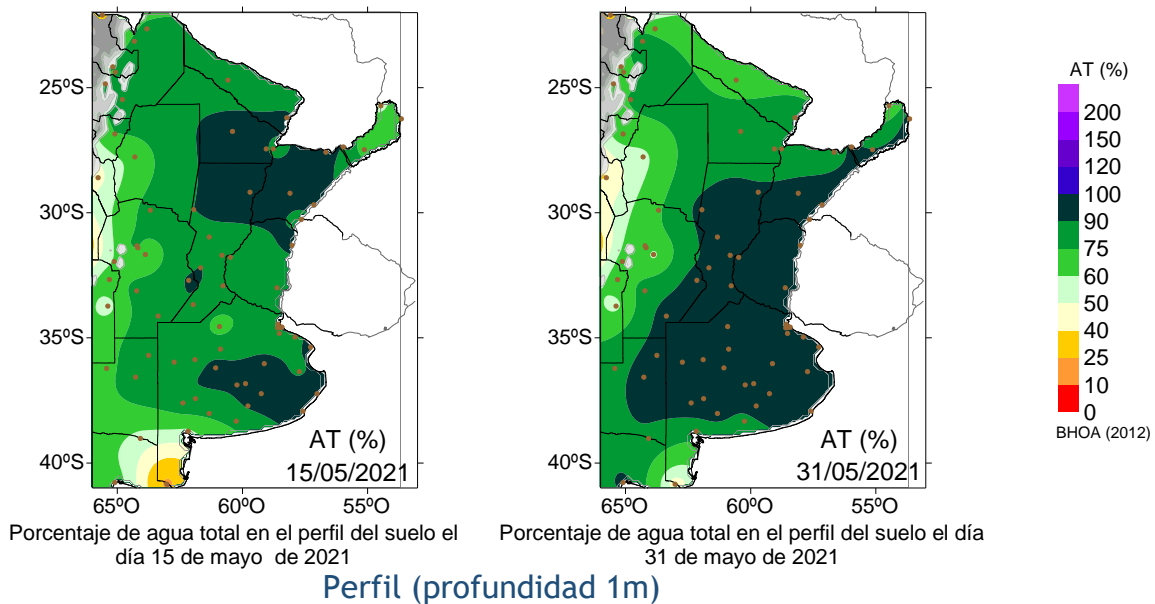 25ºS
30ºS
35ºS
40ºS
65ºO
60ºO
55ºO
AT (%)
15/05/2021
65ºO
60ºO
55ºO
25ºS
30ºS
35ºS
40ºS
AT (%)
31/05/2021
AT (%)
200
150
120
100
90
75
60
50
40
25
10
0
BHOA (2012)
Porcentaje de agua total en el perfil del suelo el
día 15 de mayo de 2021
Porcentaje de agua total en el perfil del suelo el día
31 de mayo de 2021
Perfil (profundidad 1m)